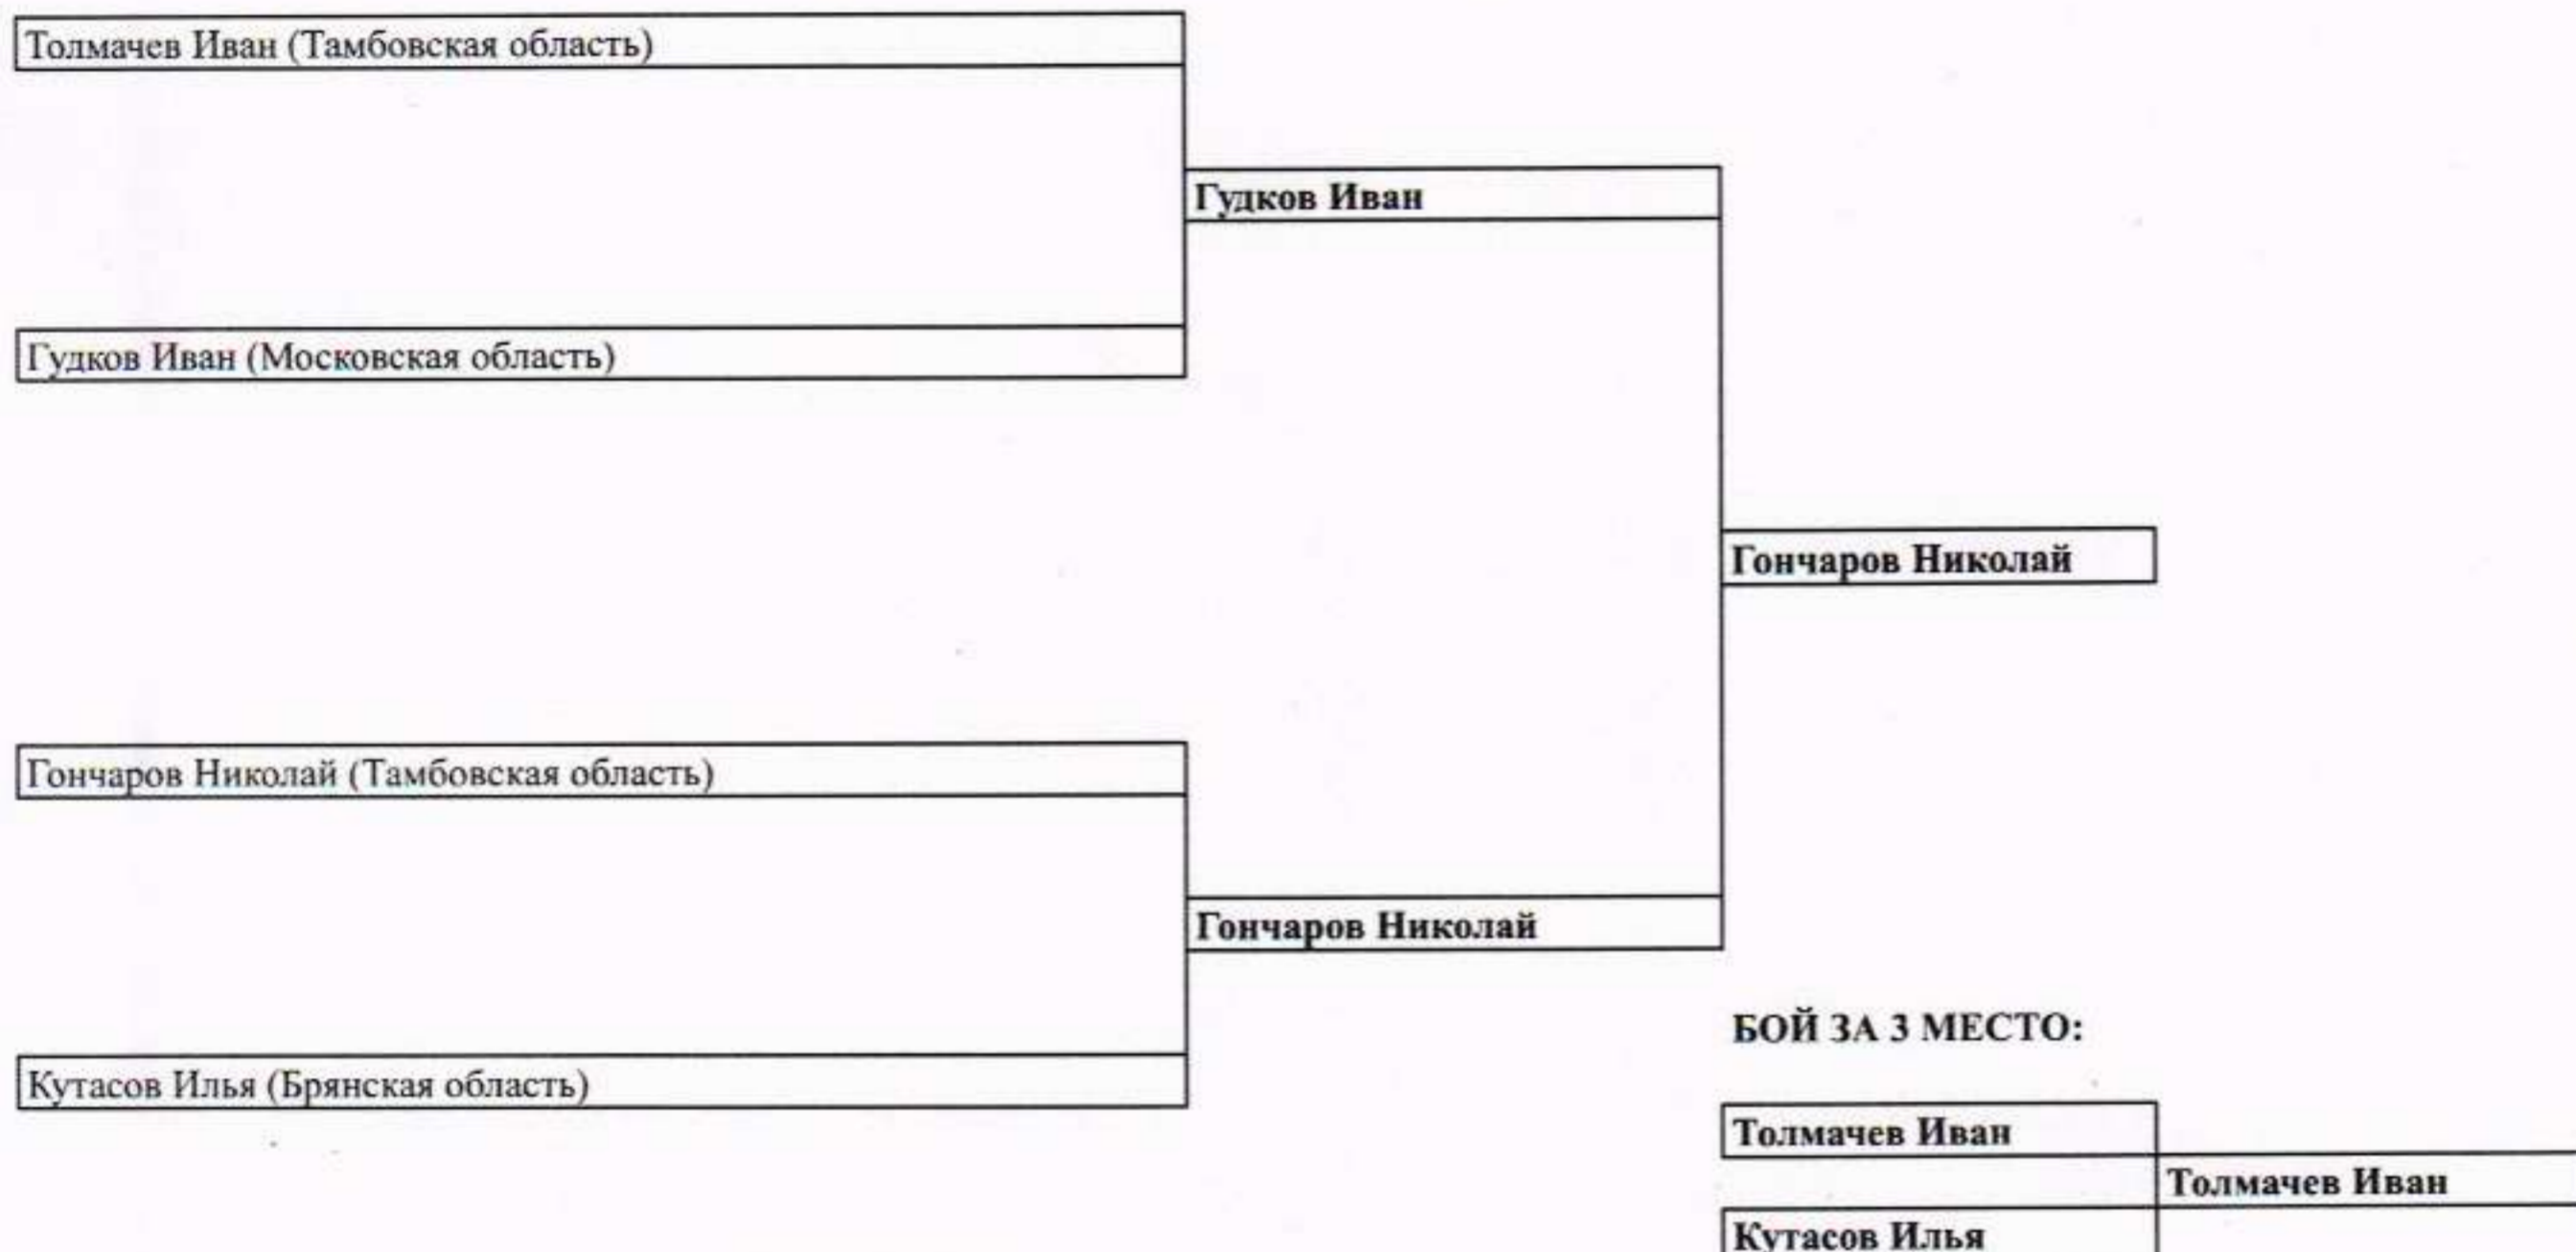 Толмачев Иван (Тамбовская область)
Гудков Иван
Гудков Иван (Московская область)
Гончаров Николай
Гончаров Николай (Тамбовская область)
Гончаров Николай
Кутасов Илья (Брянская область)
БОЙ ЗА 3 МЕСТО:
Толмачев Иван
Толмачев Иван
Кутасов Илья